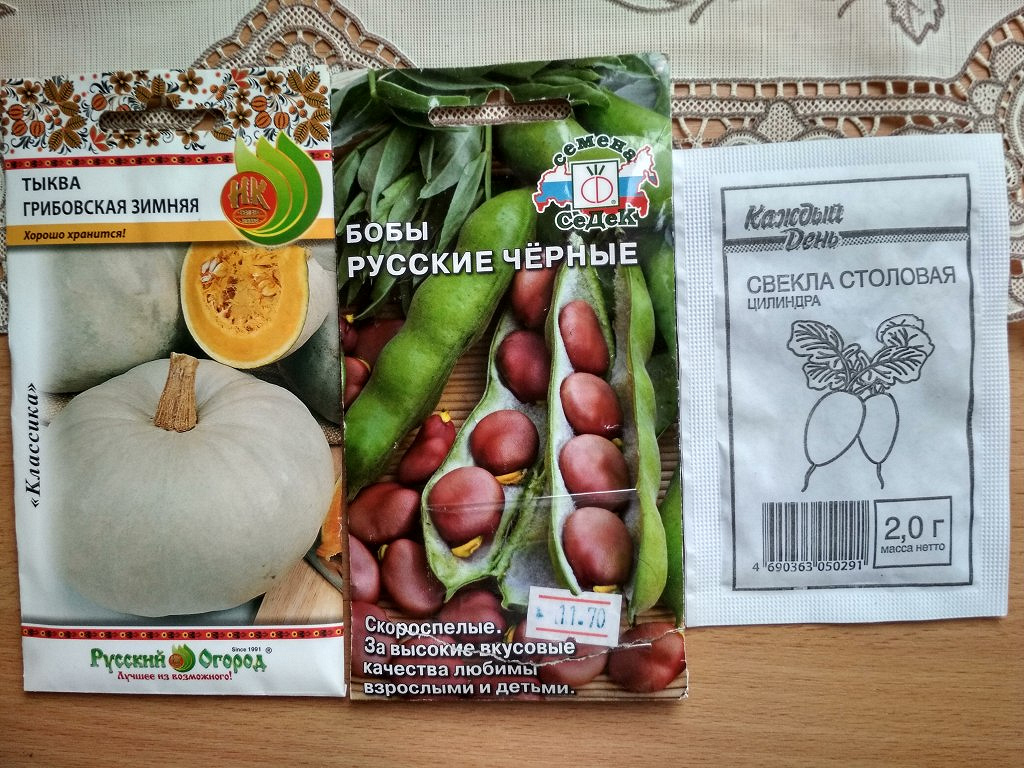 ТЫКВА
ГРИБОВСКАЯ ЗИМНЯЯ
Хорошо хранится!
НК
«Классика»
Since 1991 ®
Русский Огород
Лучшее из возможного!
семена
СеДеК
БОБЫ
РУССКИЕ ЧЁРНЫЕ
11.70
Скороспелые.
За высокие вкусовые
качества любимы
взрослыми и детьми.
Каждый
День
СВЕКЛА СТОЛОВАЯ
ЦИЛИНДРА
4 690363 050291
2,0 г
масса нетто